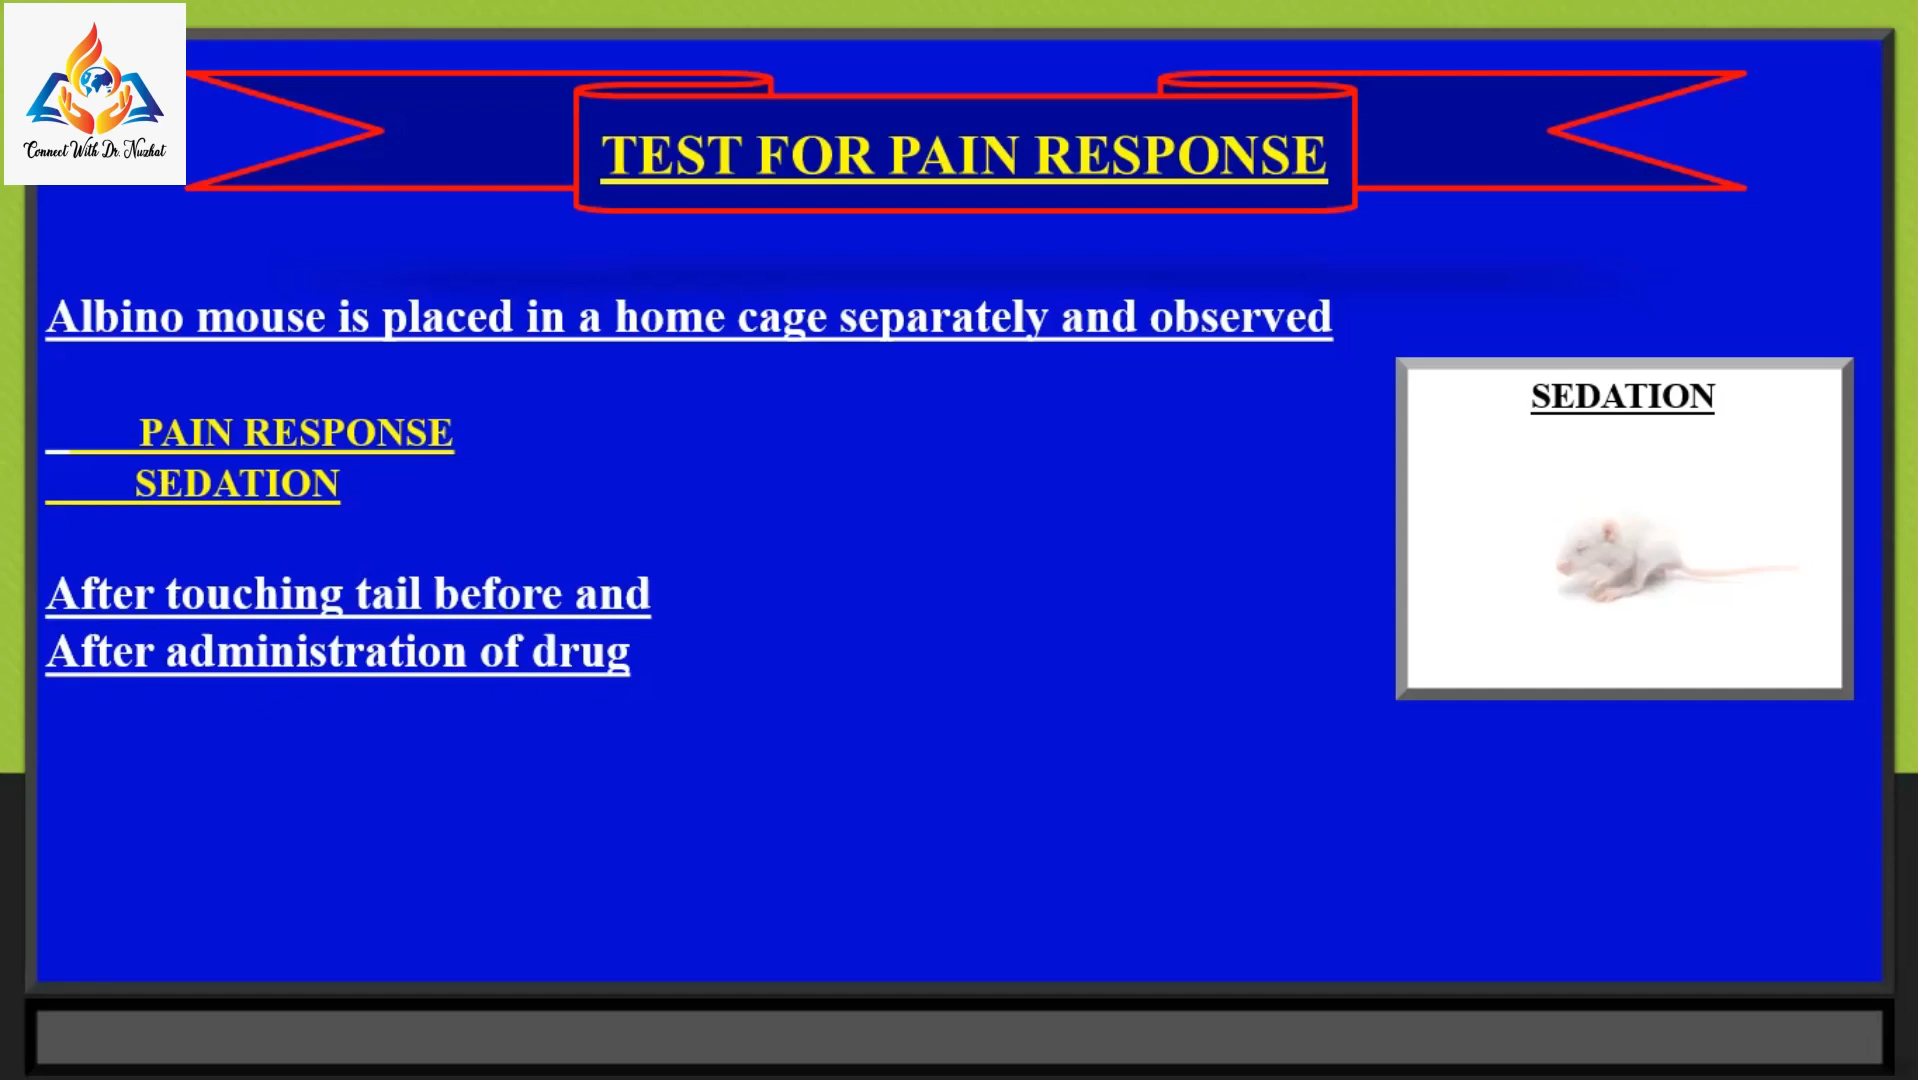 Connect With Dr. Nuzhat
TEST FOR PAIN RESPONSE
Albino mouse is placed in a home cage separately and observed
PAIN RESPONSE
SEDATION
After touching tail before and
After administration of drug
SEDATION